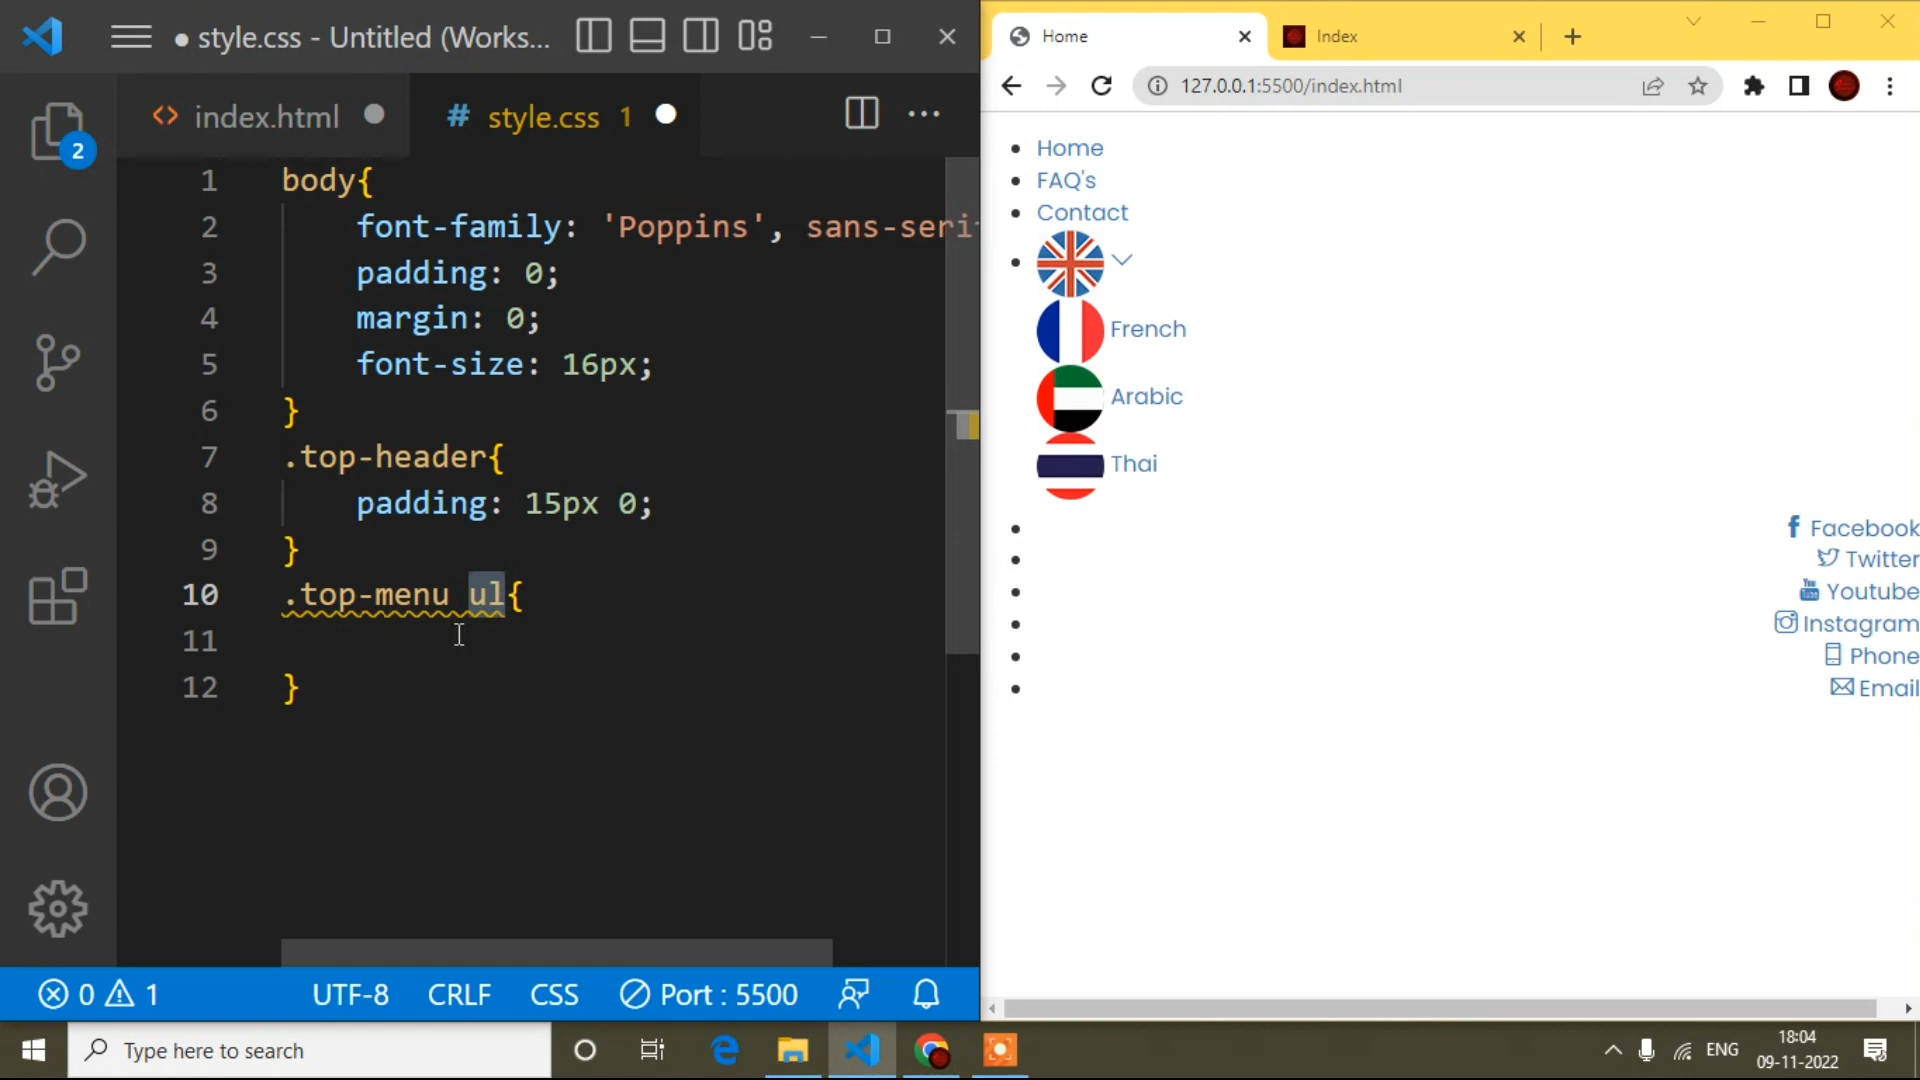 style.css - Untitled (Works...
index.html
style.css 1
2
1 body{
2 font-family: 'Poppins', sans-seri
3 padding: 0;
4 margin: 0;
5 font-size: 16px;
6 }
7 .top-header{
8 padding: 15px 0;
9 }
10 .top-menu ul{
11
12 }
0 1 UTF-8 CRLF CSS Port : 5500
Home
Index
127.0.0.1:5500/index.html
Home
FAQ's
Contact
French
Arabic
Thai
Facebook
Twitter
Youtube
Instagram
Phone
Email
Type here to search
ENG
18:04
09-11-2022